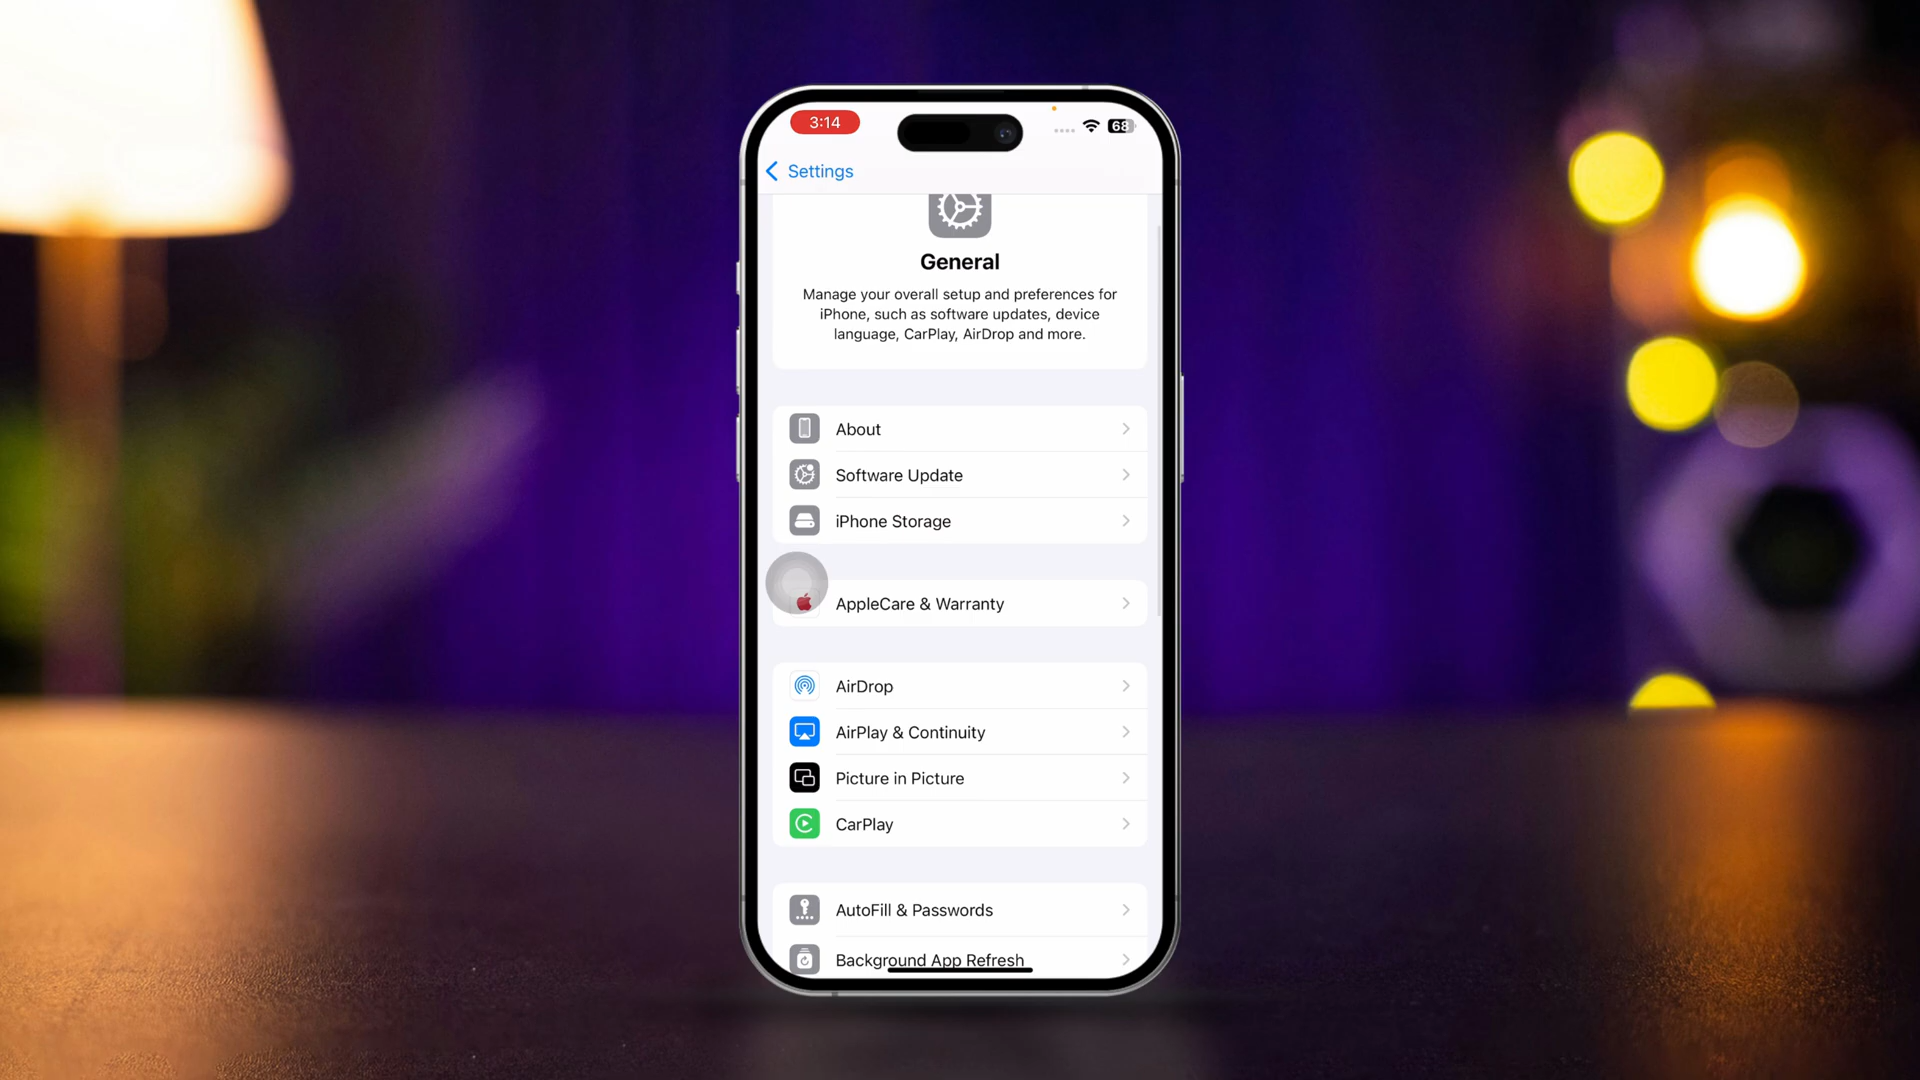 3:14
68
Settings
General
Manage your overall setup and preferences for
iPhone, such as software updates, device
language, CarPlay, AirDrop and more.
About
Software Update
iPhone Storage
AppleCare & Warranty
AirDrop
AirPlay & Continuity
Picture in Picture
CarPlay
AutoFill & Passwords
Background App Refresh